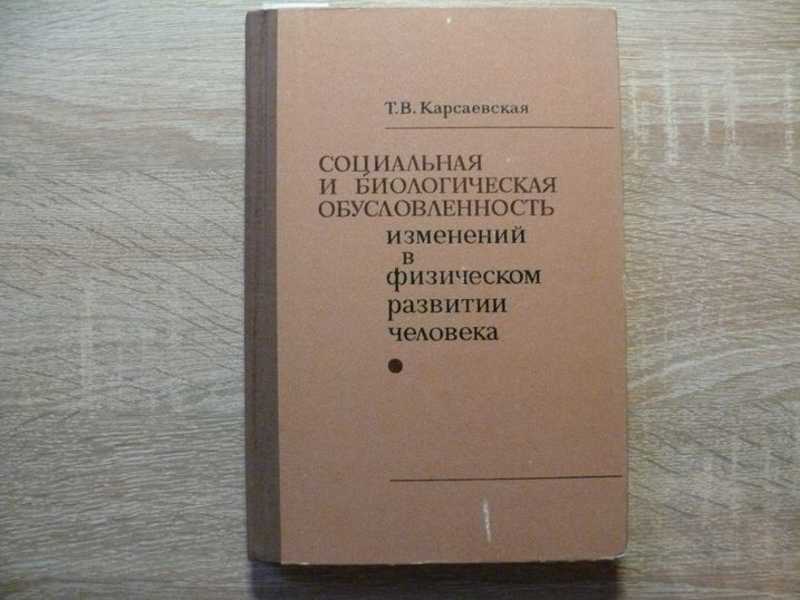 Т.В. Карсаевская
СОЦИАЛЬНАЯ
И БИОЛОГИЧЕСКАЯ
ОБУСЛОВЛЕННОСТЬ
изменений
в
физическом
развитии
человека